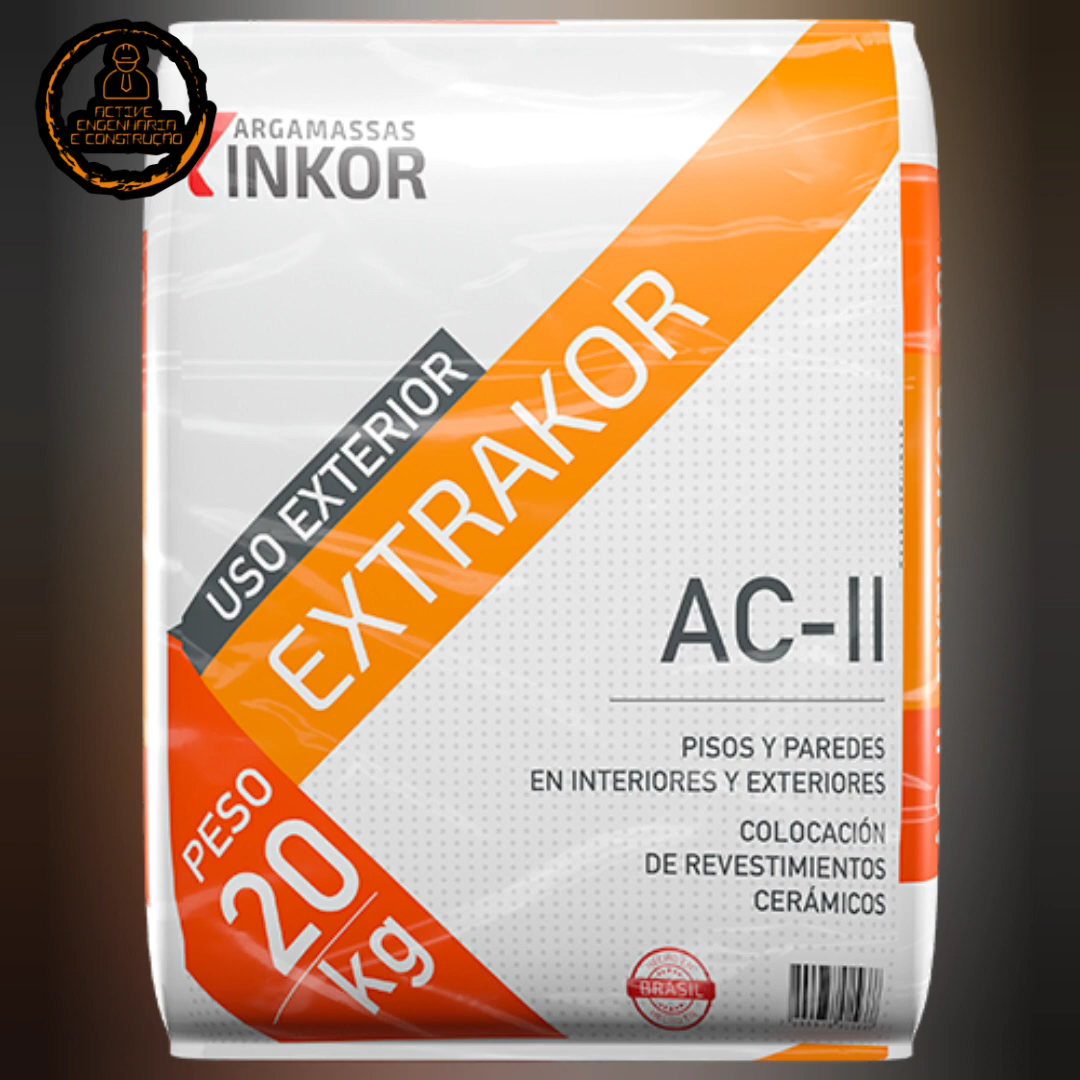 ACTIVE
ENGENHARIA
E CONSTRUÇÃO
ARGAMASSAS
INKOR
USO EXTERIOR
EXTRAKOR
AC-II
PISOS Y PAREDES
EN INTERIORES Y EXTERIORES
COLOCACIÓN
DE REVESTIMIENTOS
CERÁMICOS
PESO
20
kg
BRASIL